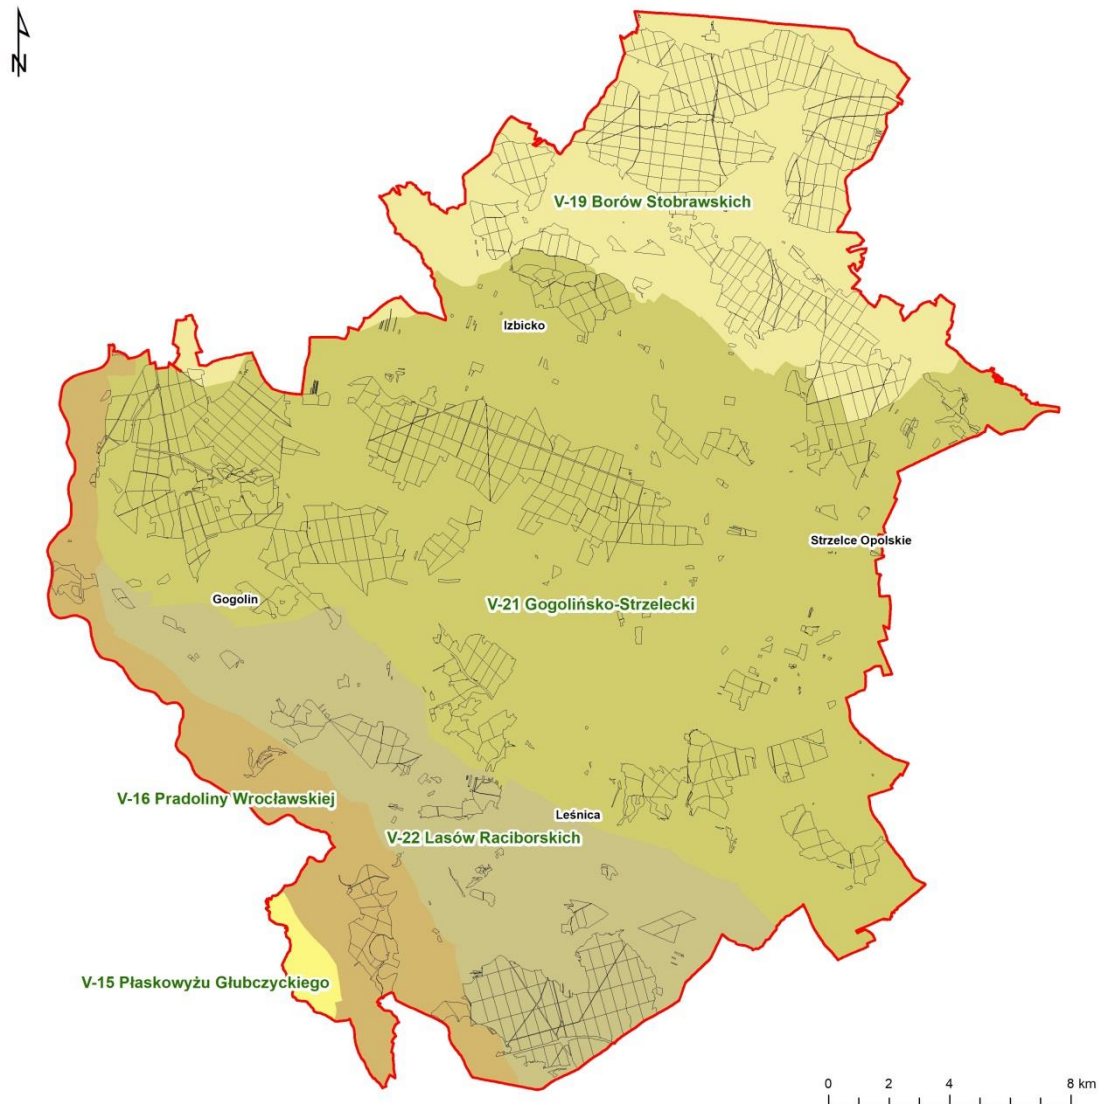 N
V-19 Borów Stobrawskich
Izbicko
Strzelce Opolskie
Gogolin
V-21 Gogolińsko-Strzelecki
V-16 Pradoliny Wrocławskiej
Leśnica
V-22 Lasów Raciborskich
V-15 Płaskowyżu Głubczyckiego
0 2 4 8 km